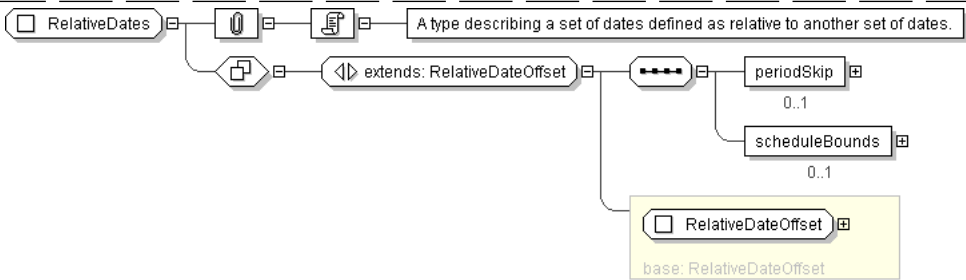 RelativeDates
A type describing a set of dates defined as relative to another set of dates.
extends: RelativeDateOffset
periodSkip
0..1
scheduleBounds
0..1
RelativeDateOffset
base: RelativeDateOffset